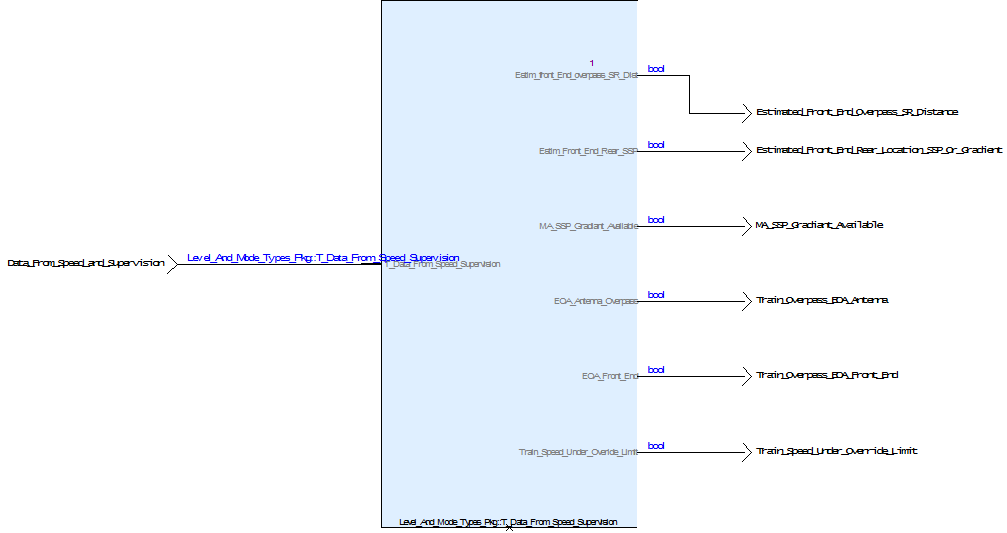 1
Estim_front_End_overpass_SR_Dist
bool
Estimated_Front_End_Overpass_SR_Distance
Estim_Front_End_Rear_SSP
bool
Estimated_Front_End_Rear_Location_SSP_Or_Gradient
MA_SSP_Gradiant_Available
bool
MA_SSP_Gradiant_Available
Data_From_Speed_and_Supervision
Level_And_Mode_Types_Pkg::T_Data_From_Speed_Supervision
T_Data_From_Speed_Supervision
EOA_Antenna_Overpass
bool
Train_Overpass_EOA_Antenna
EOA_Front_End
bool
Train_Overpass_EOA_Front_End
Train_Speed_Under_Overide_Limit
bool
Train_Speed_Under_Override_Limit
Level_And_Mode_Types_Pkg::T_Data_From_Speed_Supervision